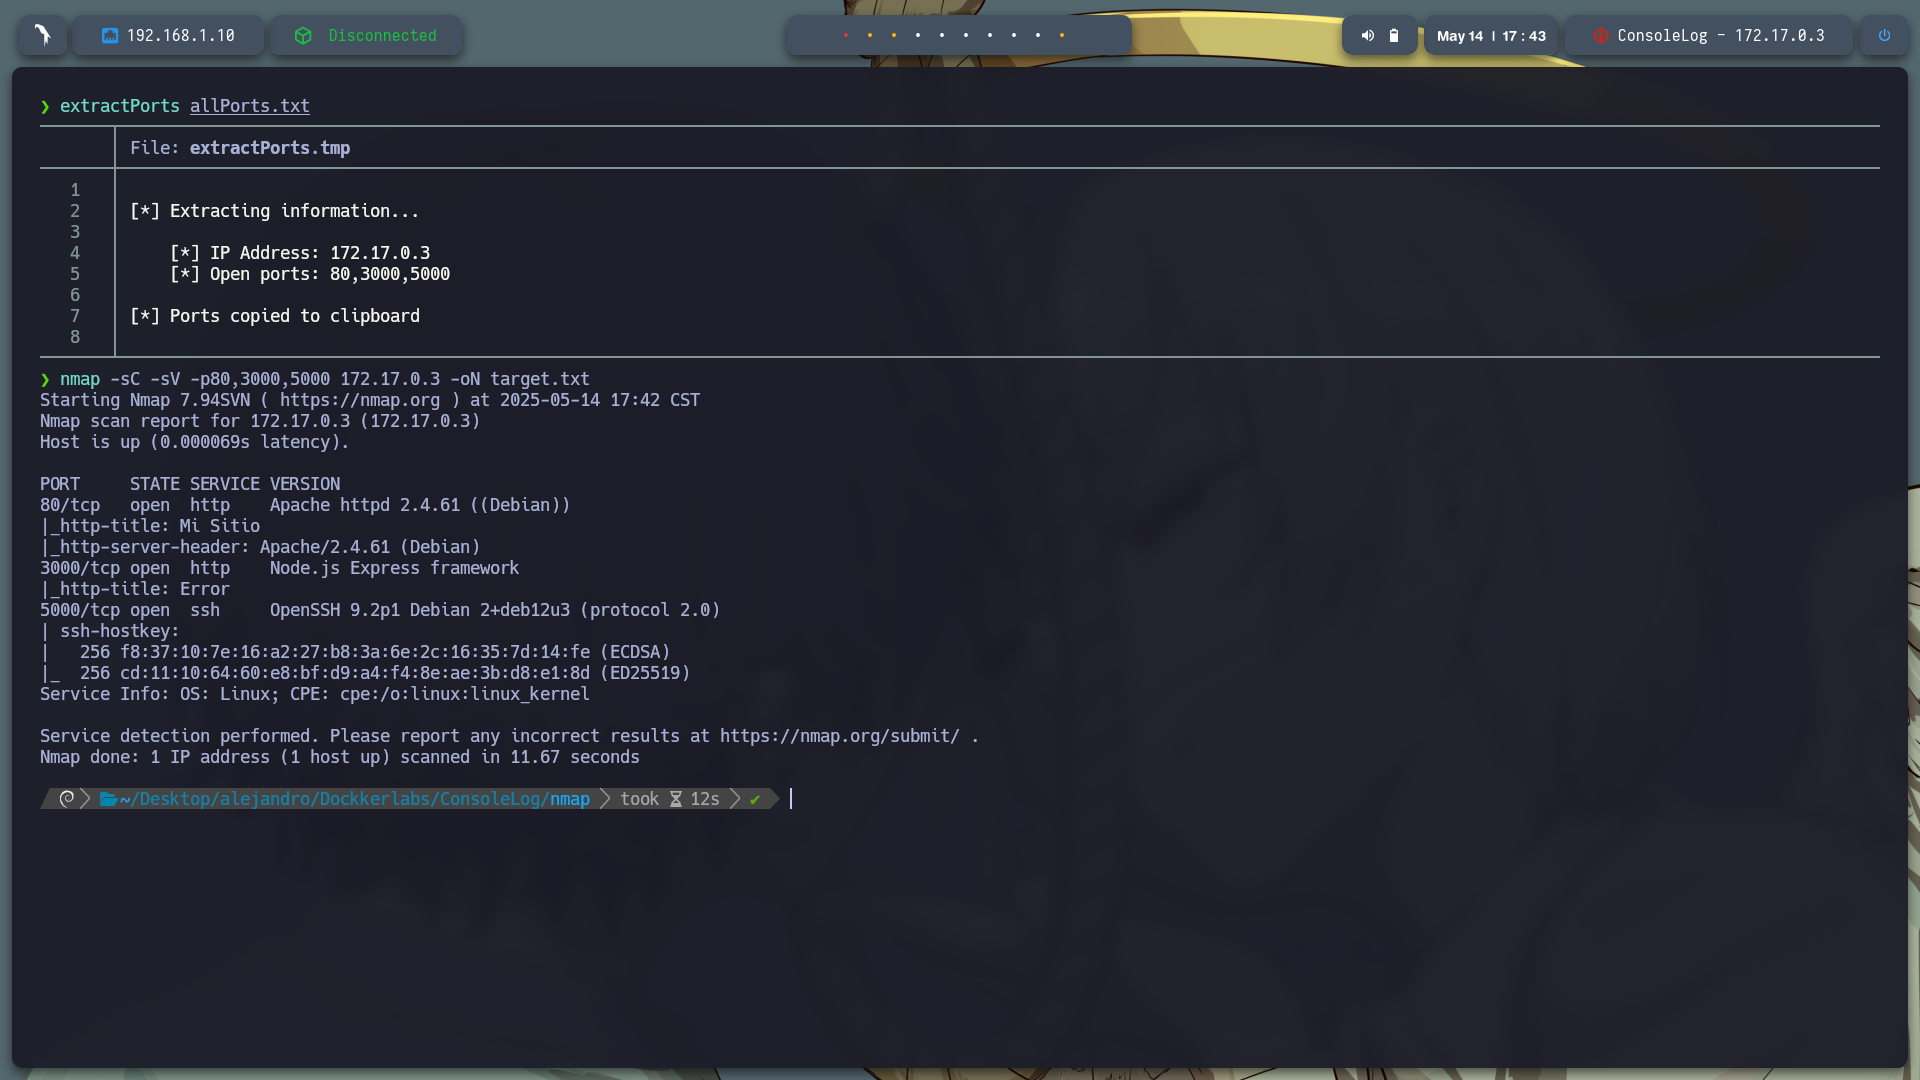 192.168.1.10
Disconnected
May 14 | 17 : 43
ConsoleLog - 172.17.0.3
❯ extractPorts allPorts.txt
File: extractPorts.tmp
1
2 [*] Extracting information...
3
4 [*] IP Address: 172.17.0.3
5 [*] Open ports: 80,3000,5000
6
7 [*] Ports copied to clipboard
8
❯ nmap -sC -sV -p80,3000,5000 172.17.0.3 -oN target.txt
Starting Nmap 7.94SVN ( https://nmap.org ) at 2025-05-14 17:42 CST
Nmap scan report for 172.17.0.3 (172.17.0.3)
Host is up (0.000069s latency).
PORT     STATE SERVICE VERSION
80/tcp   open  http    Apache httpd 2.4.61 ((Debian))
|_http-title: Mi Sitio
|_http-server-header: Apache/2.4.61 (Debian)
3000/tcp open  http    Node.js Express framework
|_http-title: Error
5000/tcp open  ssh     OpenSSH 9.2p1 Debian 2+deb12u3 (protocol 2.0)
| ssh-hostkey:
|   256 f8:37:10:7e:16:a2:27:b8:3a:6e:2c:16:35:7d:14:fe (ECDSA)
|_  256 cd:11:10:64:60:e8:bf:d9:a4:f4:8e:ae:3b:d8:e1:8d (ED25519)
Service Info: OS: Linux; CPE: cpe:/o:linux:linux_kernel
Service detection performed. Please report any incorrect results at https://nmap.org/submit/ .
Nmap done: 1 IP address (1 host up) scanned in 11.67 seconds
~/Desktop/alejandro/Dockkerlabs/ConsoleLog/nmap took 12s ✔